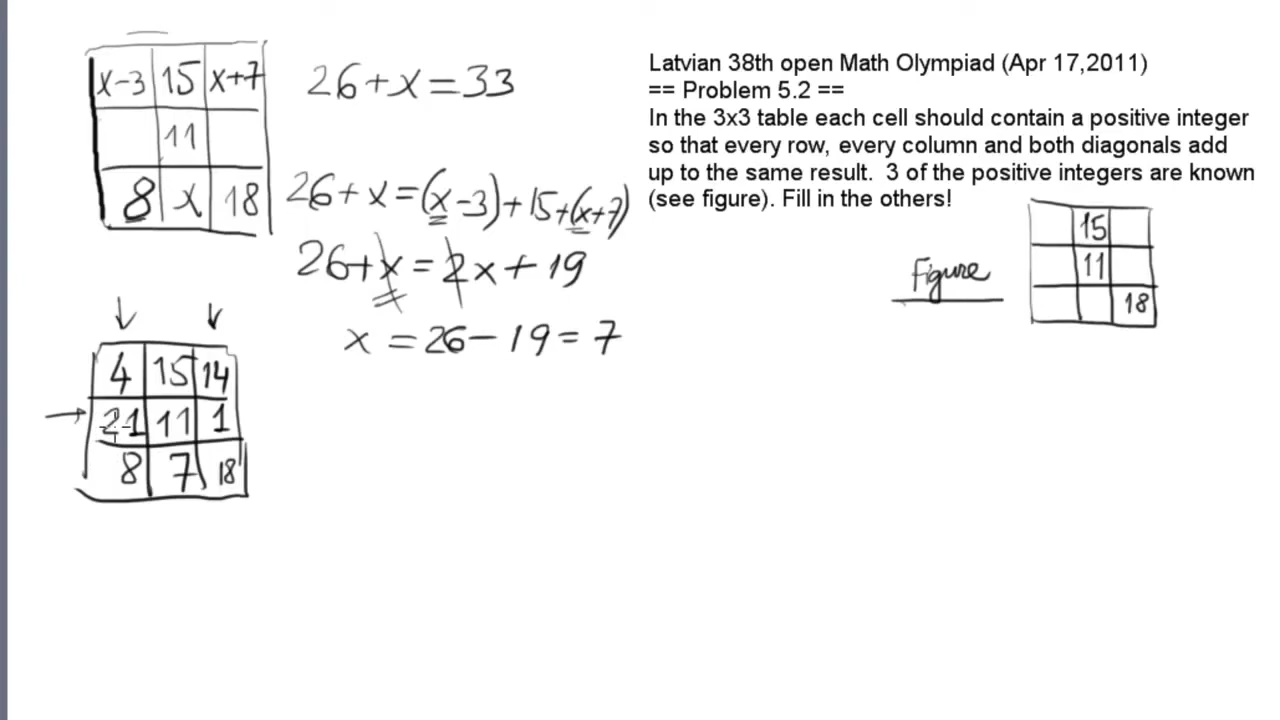 x-3 15 x+7
11
8 x 18
26+x=33
26+x=(x-3)+15+(x+7)
26+x=2x+19
x=26-19=7
4 15 14
21 11 1
8 7 18
Latvian 38th open Math Olympiad (Apr 17,2011)
== Problem 5.2 ==
In the 3x3 table each cell should contain a positive integer
so that every row, every column and both diagonals add
up to the same result. 3 of the positive integers are known
(see figure). Fill in the others!
Figure
15
11
18